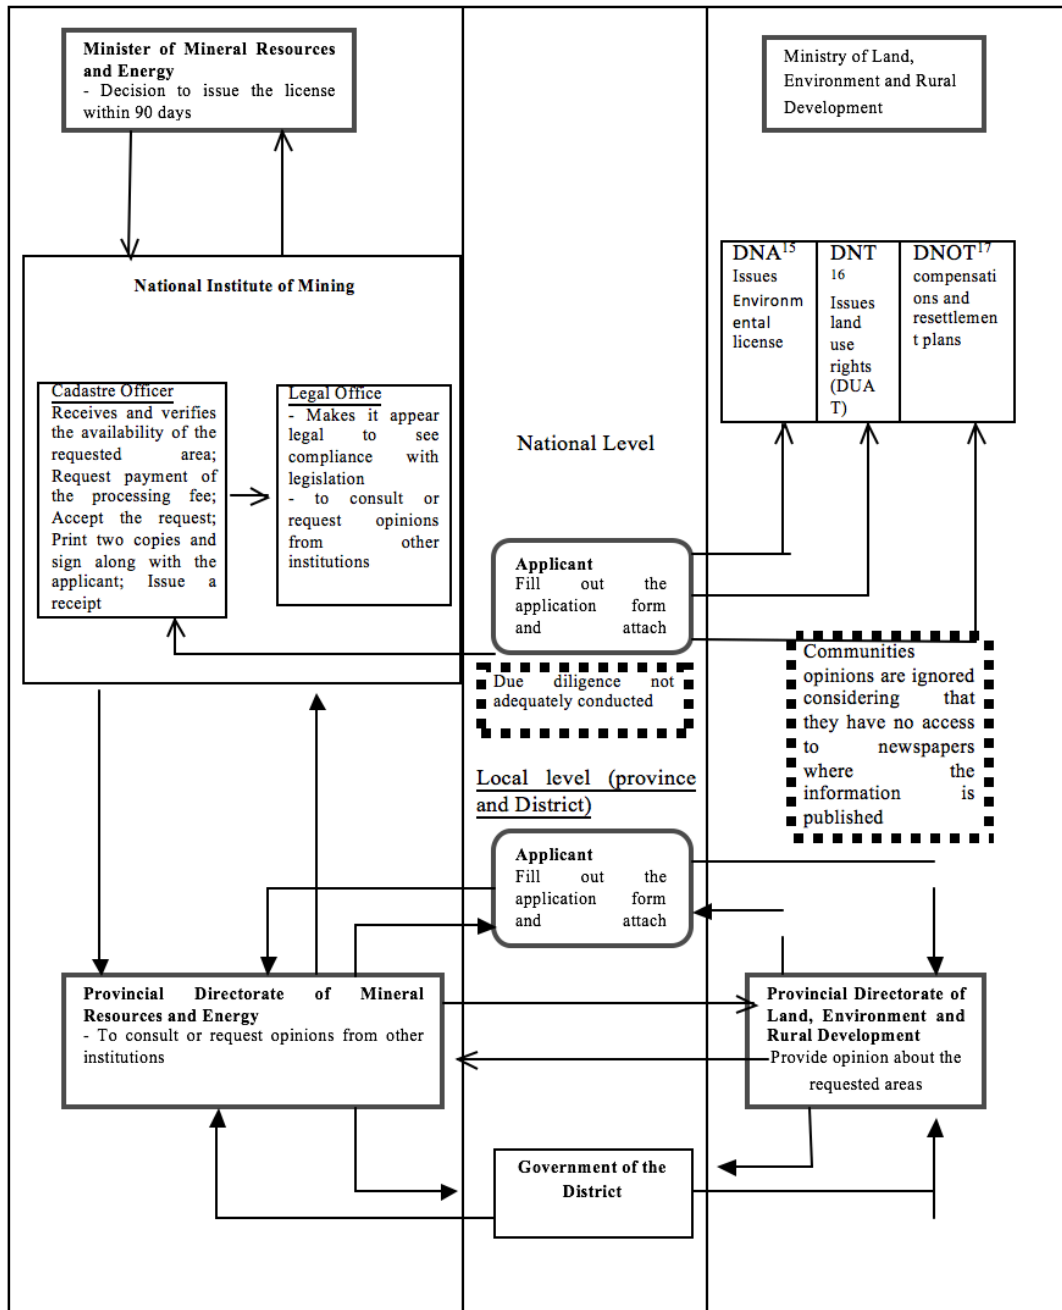 Minister of Mineral Resources
and Energy
- Decision to issue the license
within 90 days
Ministry of Land,
Environment and Rural
Development
National Institute of Mining
Cadastre Officer
Receives and verifies
the availability of the
requested area;
Request payment of
the processing fee;
Accept the request;
Print two copies and
sign along with the
applicant; Issue a
receipt
Legal Office
- Makes it appear
legal to see
compliance with
legislation
- to consult or
request opinions
from other
institutions
DNA15
Issues
Environm
ental
license
DNT
16
Issues
land
use
rights
(DUA
T)
DNOT17
compensati
ons and
resettlemen
t plans
National Level
Applicant
Fill out the
application form
and attach
Due diligence not
adequately conducted
Communities
opinions are ignored
considering that
they have no access
to newspapers
where the
information is
published
Local level (province
and District)
Applicant
Fill out the
application form
and attach
Provincial Directorate of Mineral
Resources and Energy
- To consult or request opinions from other
institutions
Provincial Directorate of
Land, Environment and
Rural Development
Provide opinion about the
requested areas
Government of the
District